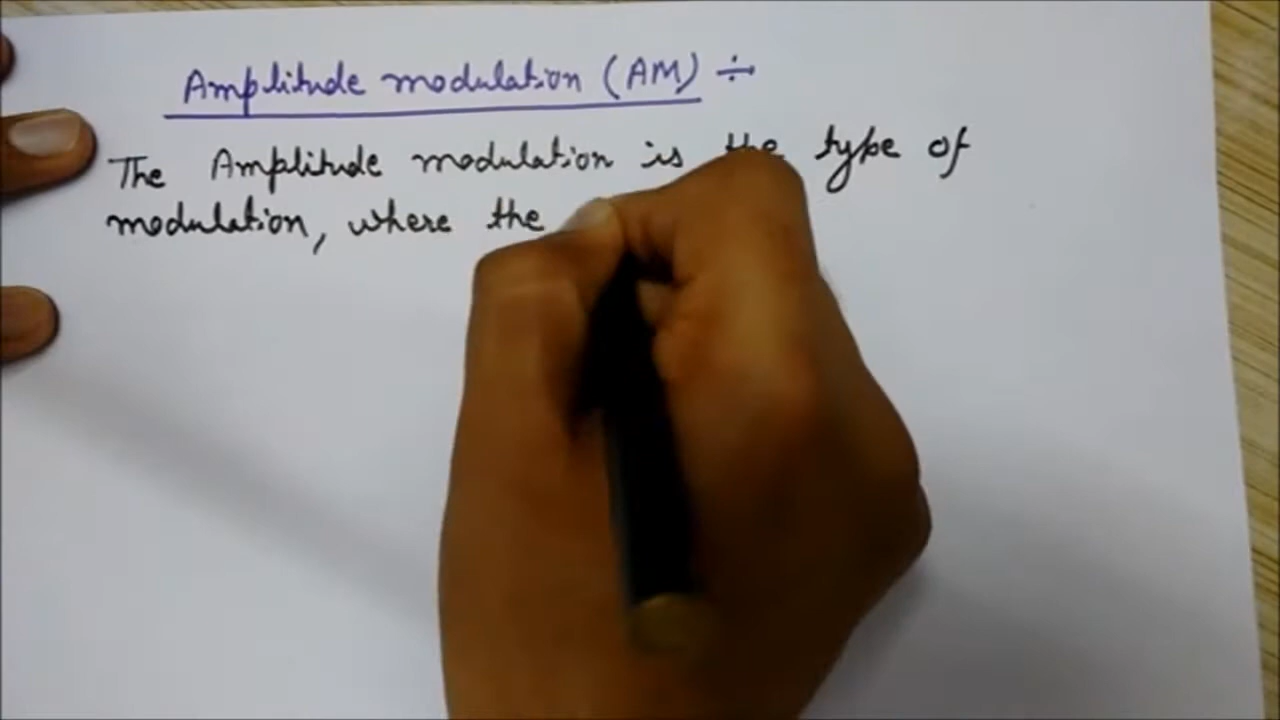 Amplitude modulation (AM) ÷
The Amplitude modulation is the type of
modulation, where the